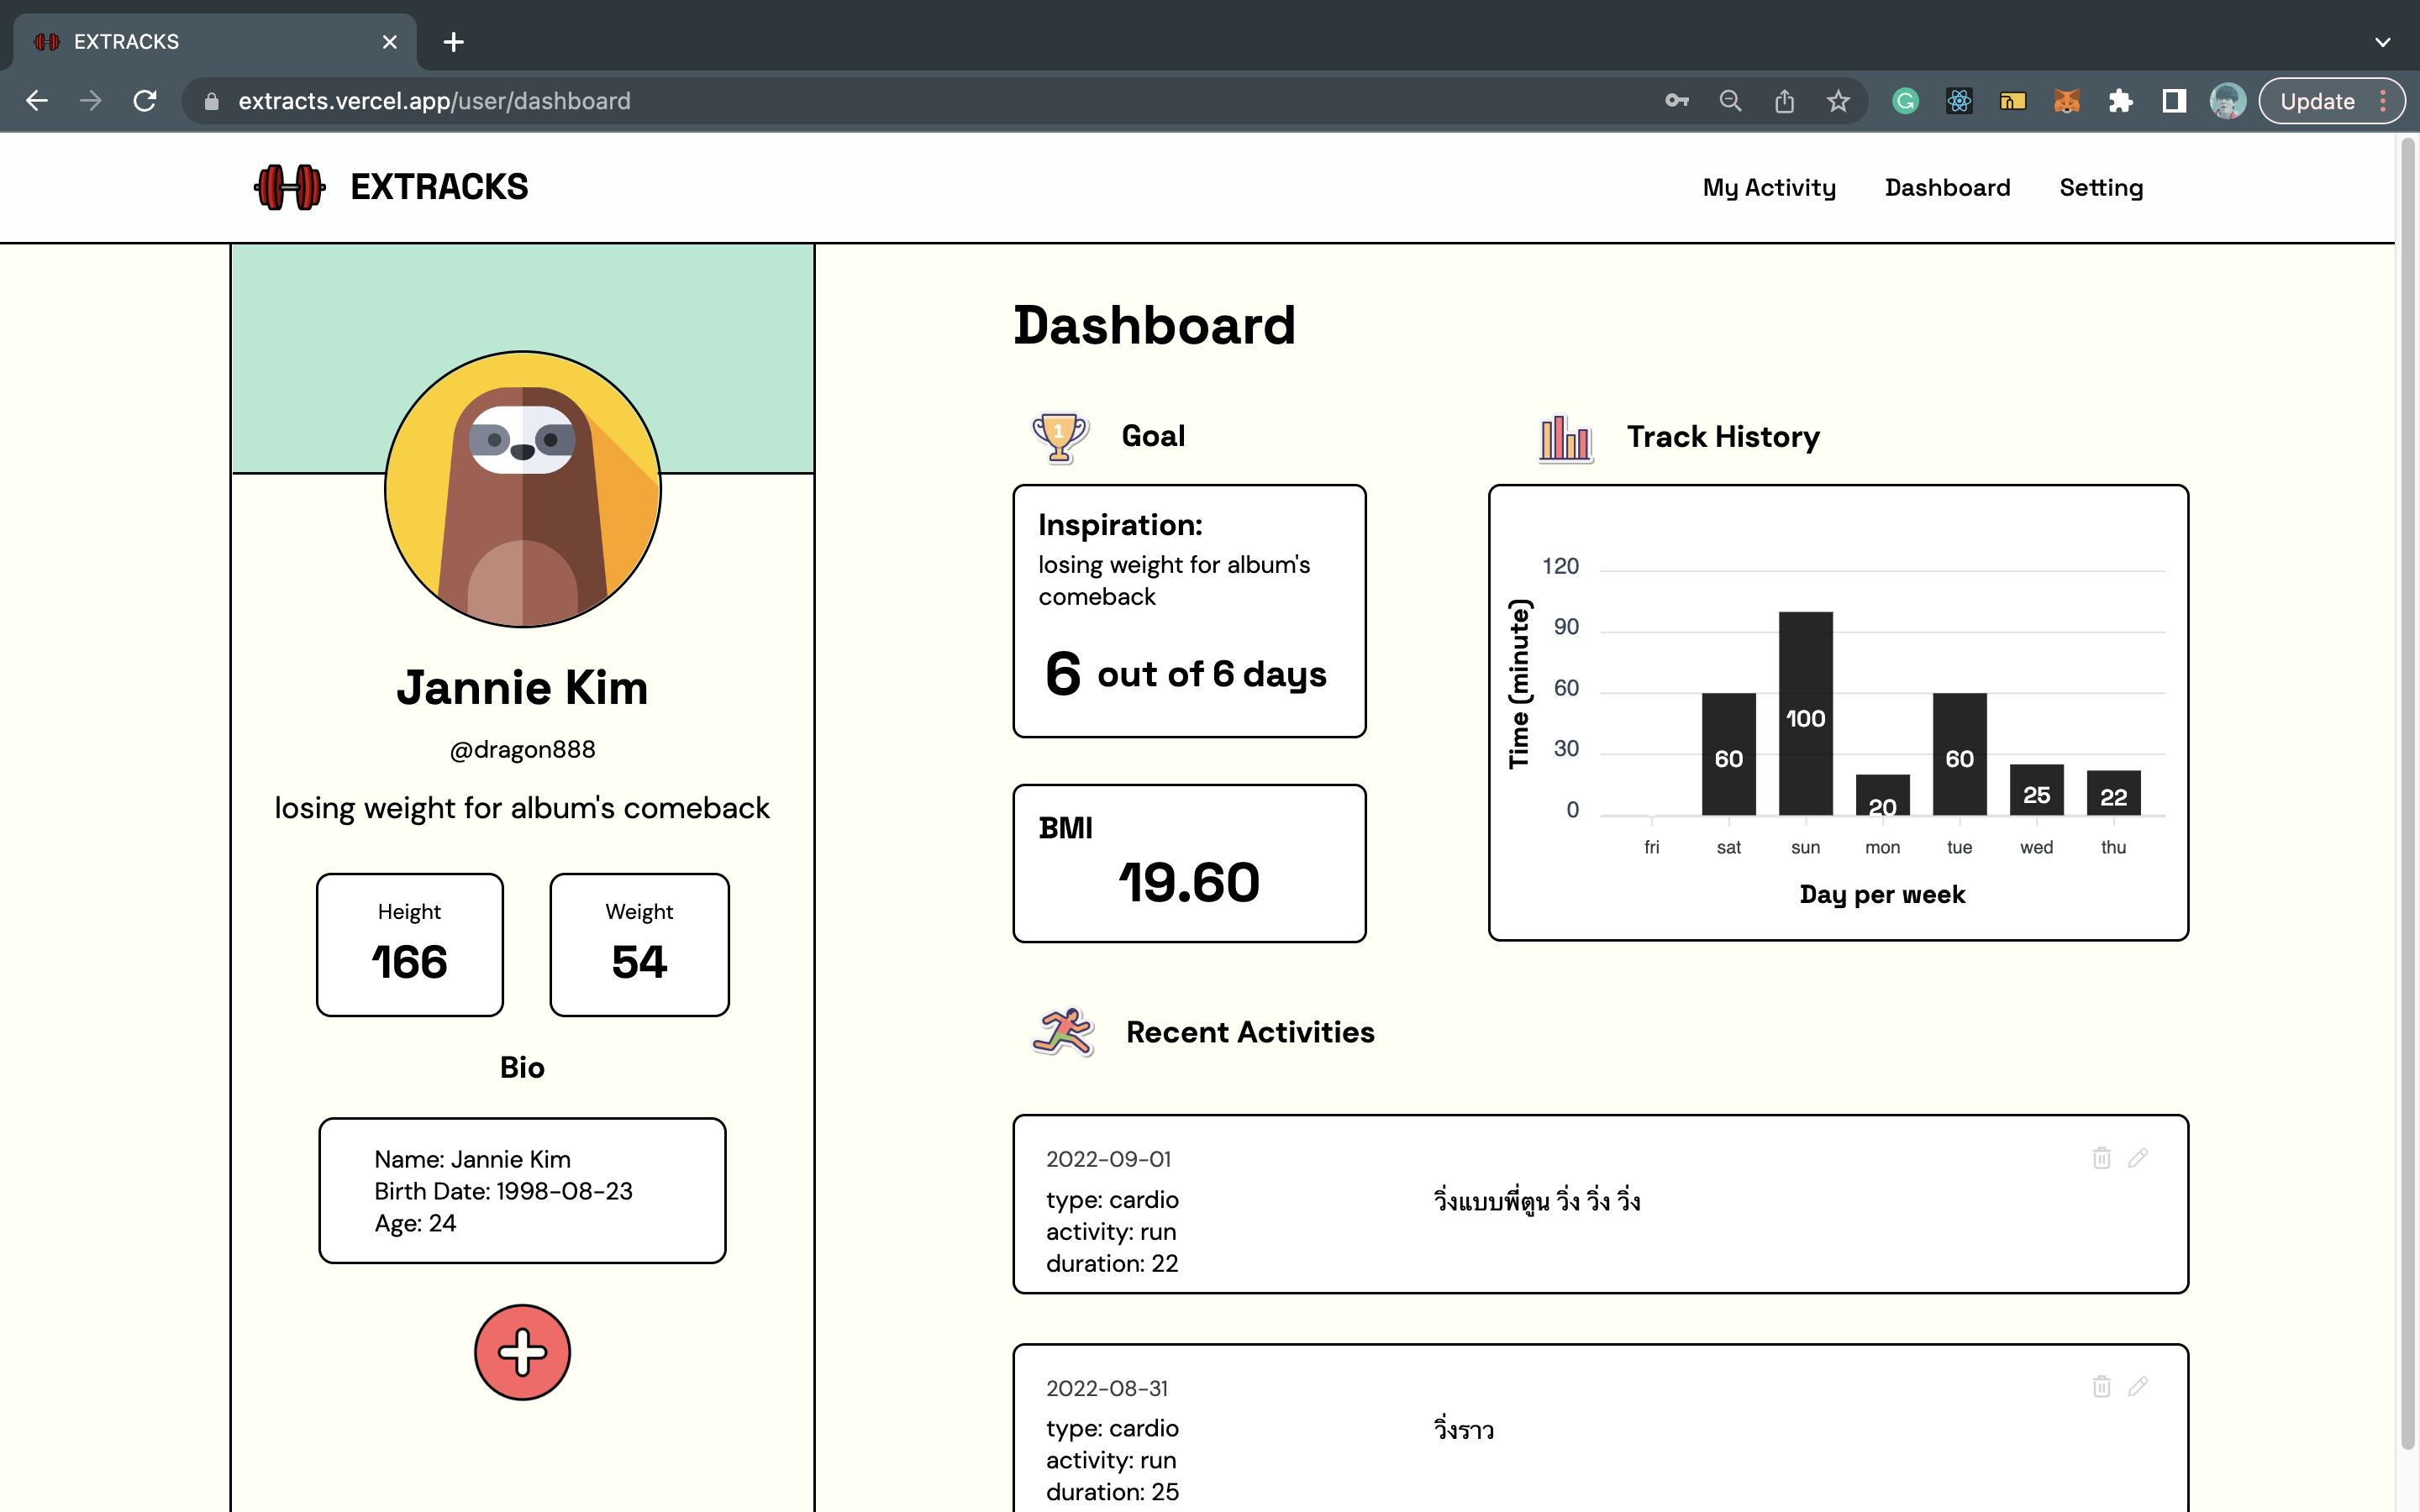 EXTRACKS
extracts.vercel.app/user/dashboard
Update
EXTRACKS
My Activity
Dashboard
Setting
Jannie Kim
@dragon888
losing weight for album's comeback
Height
166
Weight
54
Bio
Name: Jannie Kim
Birth Date: 1998-08-23
Age: 24
Dashboard
Goal
Inspiration:
losing weight for album's
comeback
6 out of 6 days
BMI
19.60
Track History
Time (minute)
120
90
60
30
0
60
100
20
60
25
22
fri
sat
sun
mon
tue
wed
thu
Day per week
Recent Activities
2022-09-01
type: cardio
activity: run
duration: 22
วิ่งแบบพี่ตูน วิ่ง วิ่ง วิ่ง
2022-08-31
type: cardio
activity: run
duration: 25
วิ่งราว